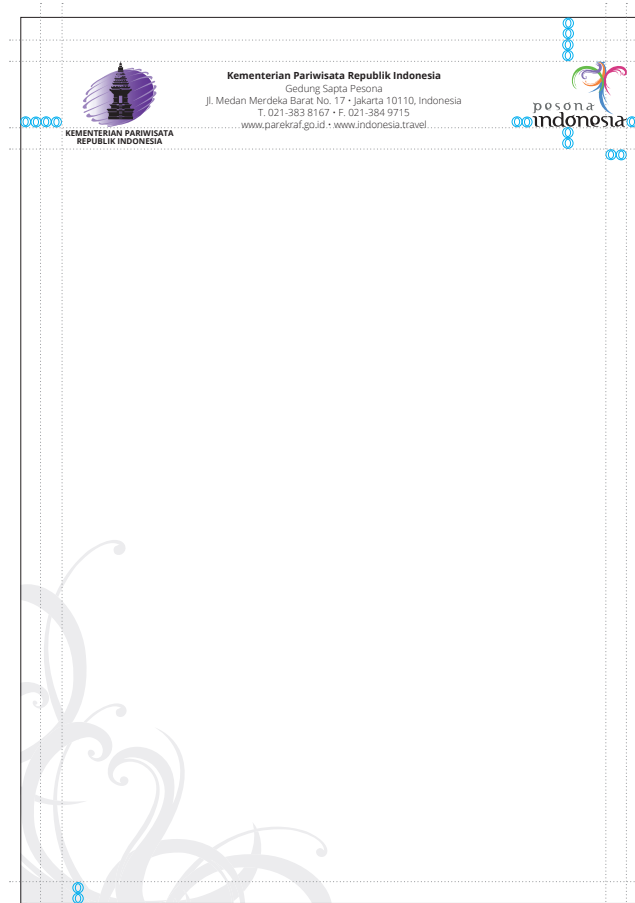 KEMENTERIAN PARIWISATA
REPUBLIK INDONESIA
Kementerian Pariwisata Republik Indonesia
Gedung Sapta Pesona
Jl. Medan Merdeka Barat No. 17 • Jakarta 10110, Indonesia
T. 021-383 8167 • F. 021-384 9715
www.parekraf.go.id • www.indonesia.travel
pesona
indonesia